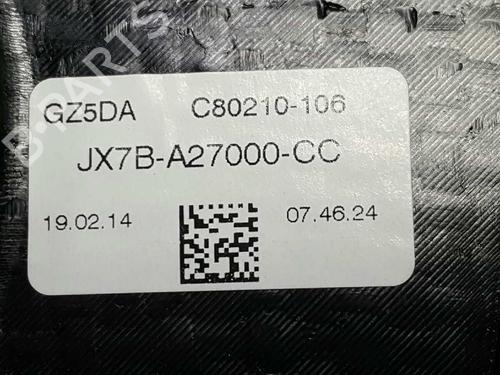 B-PARTS
GZ5DA C80210-106
JX7B-A27000-CC
19.02.14 07.46.24